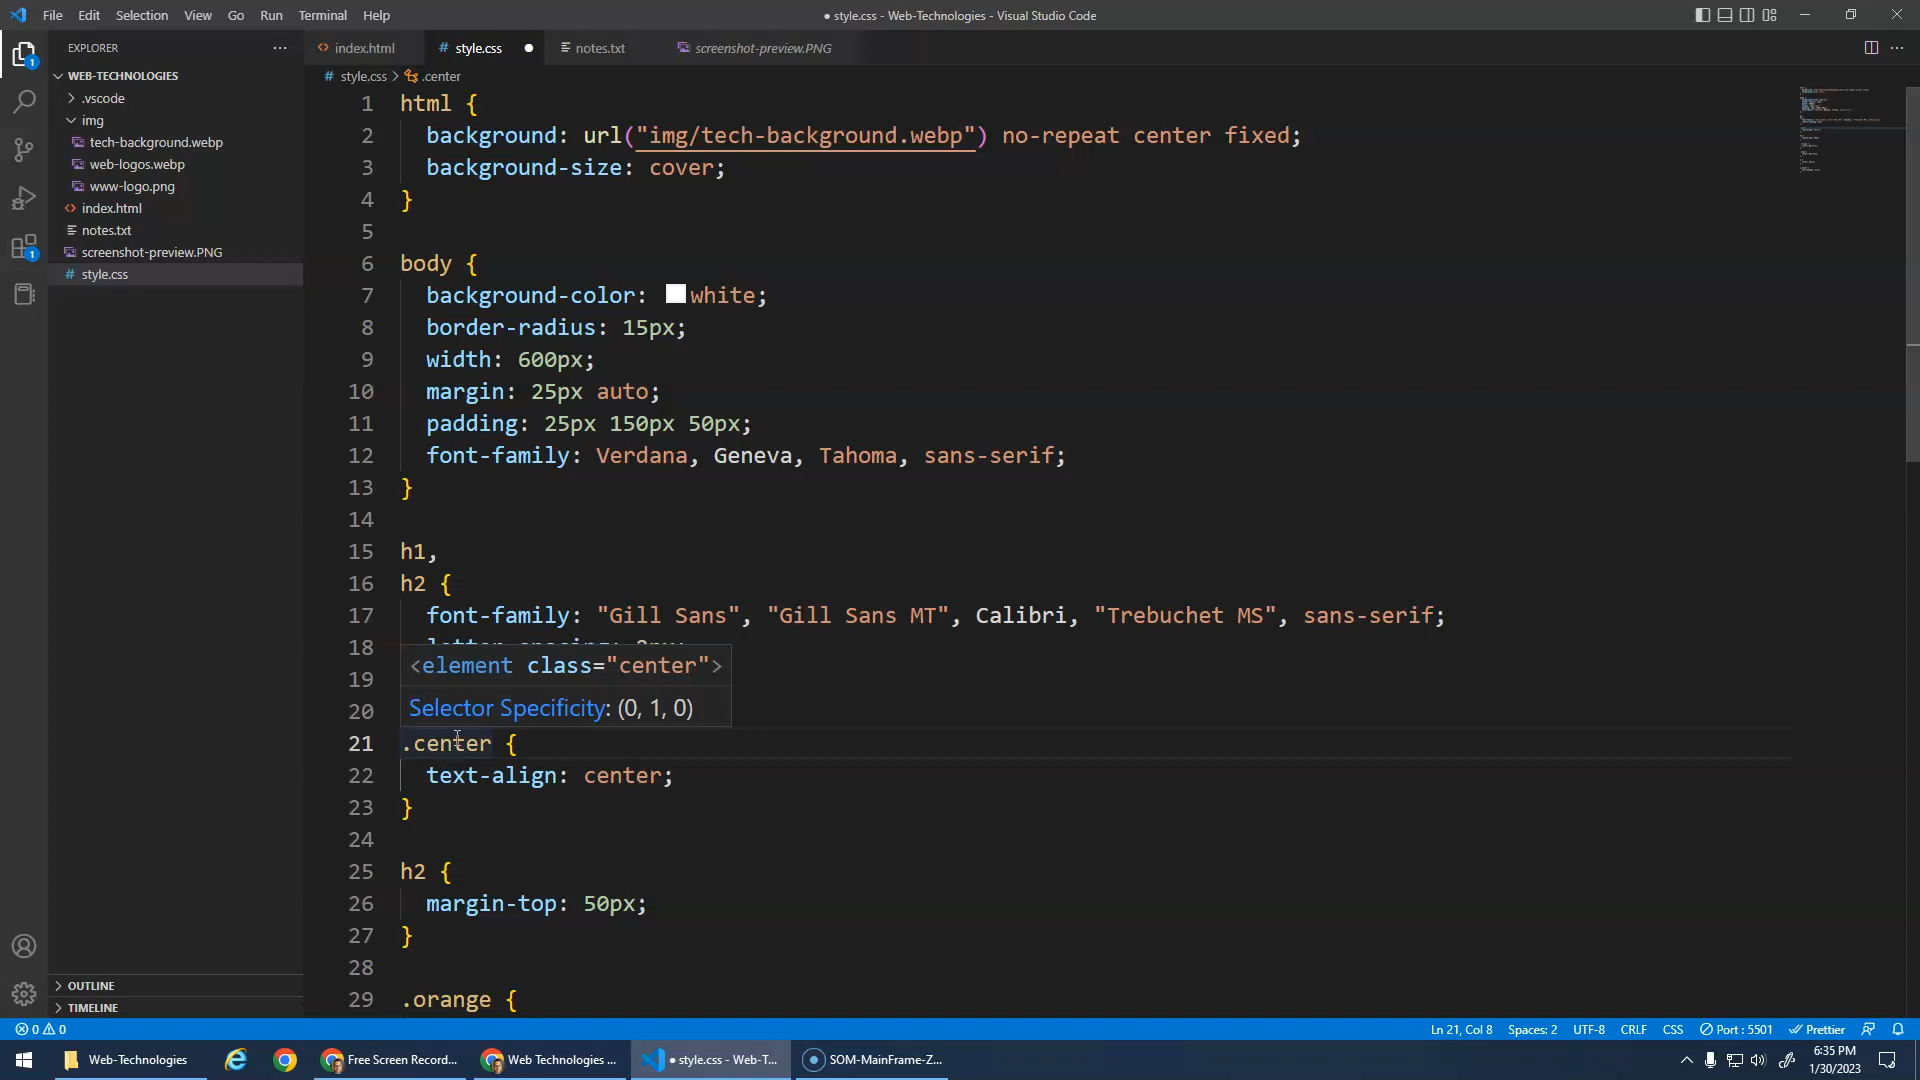 File Edit Selection View Go Run Terminal Help
● style.css - Web-Technologies - Visual Studio Code
EXPLORER
WEB-TECHNOLOGIES
.vscode
img
tech-background.webp
web-logos.webp
www-logo.png
index.html
notes.txt
screenshot-preview.PNG
style.css
OUTLINE
TIMELINE
1
1
index.html
style.css
notes.txt
screenshot-preview.PNG
style.css > .center
1 html {
2 background: url("img/tech-background.webp") no-repeat center fixed;
3 background-size: cover;
4 }
5
6 body {
7 background-color: white;
8 border-radius: 15px;
9 width: 600px;
10 margin: 25px auto;
11 padding: 25px 150px 50px;
12 font-family: Verdana, Geneva, Tahoma, sans-serif;
13 }
14
15 h1,
16 h2 {
17 font-family: "Gill Sans", "Gill Sans MT", Calibri, "Trebuchet MS", sans-serif;
18
<element class="center">
19
Selector Specificity: (0, 1, 0)
20
21 .center {
22 text-align: center;
23 }
24
25 h2 {
26 margin-top: 50px;
27 }
28
29 .orange {
0 0
Ln 21, Col 8 Spaces: 2 UTF-8 CRLF CSS Port : 5501 Prettier
Web-Technologies
Free Screen Record...
Web Technologies ...
● style.css - Web-T...
SOM-MainFrame-Z...
6:35 PM
1/30/2023